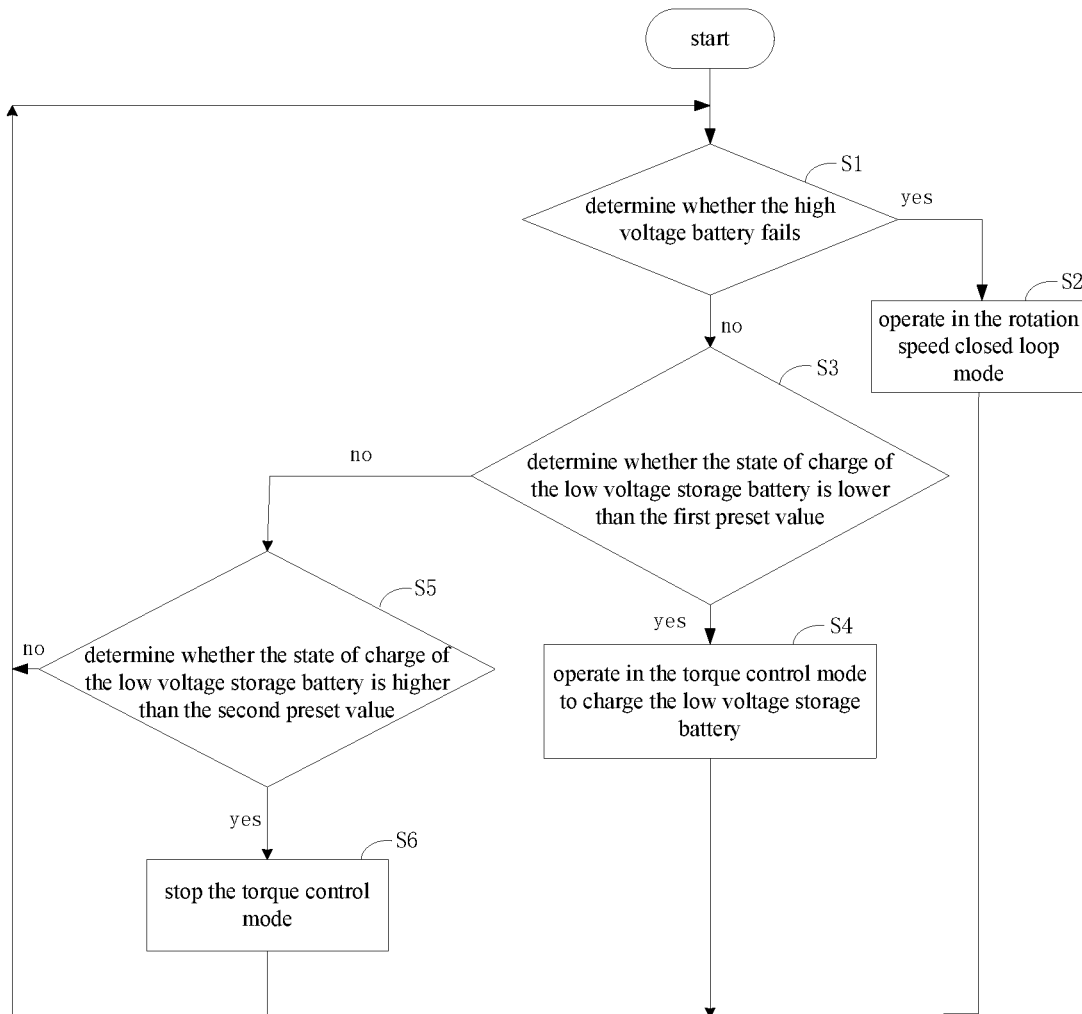 start
S1
determine whether the high
voltage battery fails
yes
S2
operate in the rotation
speed closed loop
mode
no
S3
determine whether the state of charge of
the low voltage storage battery is lower
than the first preset value
no
S5
determine whether the state of charge of
the low voltage storage battery is higher
than the second preset value
no
yes
S4
operate in the torque control mode
to charge the low voltage storage
battery
yes
S6
stop the torque control
mode